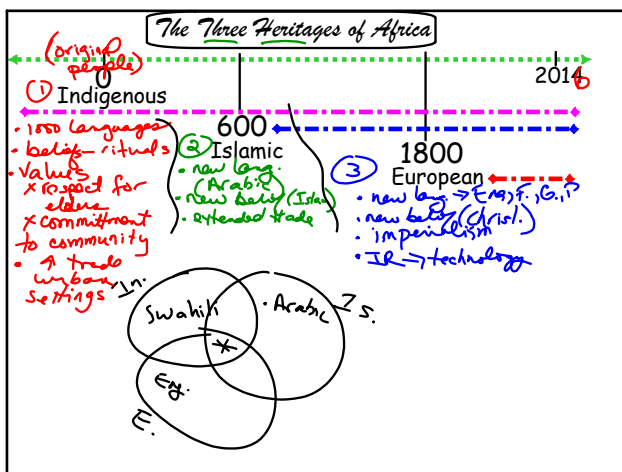 The Three Heritages of Africa
(original
people)
0
2014
6
① Indigenous
600
Islamic
1800
European
• 1000 languages
• beliefs - rituals
• values
x respect for
elders
x commitment
to community
• ↑ trade
urban
settings
②
• new lang.
(Arabic)
• new belief (Islam)
• extended trade
③
• new lang. → Eng, F., G., P
• new belief (Christ.)
• imperialism
• IR → technology
In.
Is.
Swahili
• Arabic
*
Eng.
E.